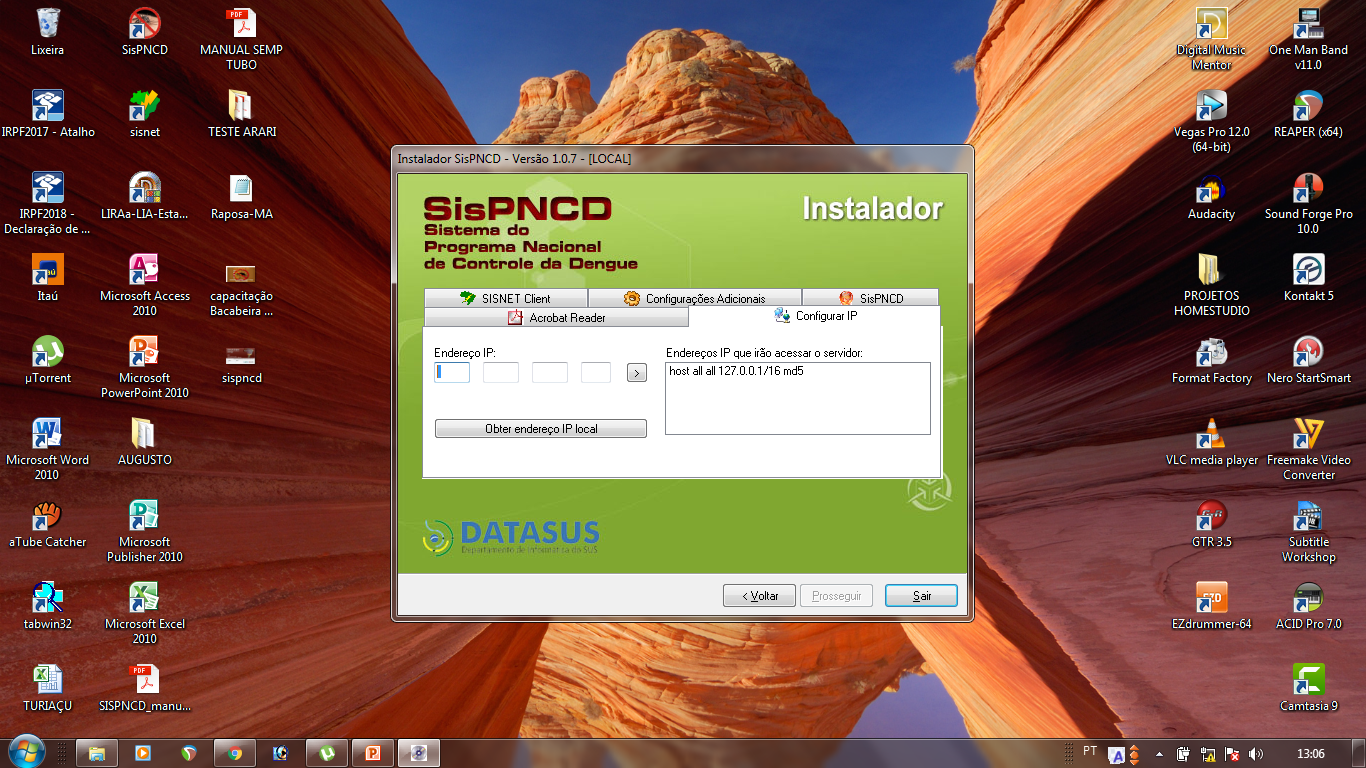 Lixeira
SisPNCD
MANUAL SEMP
TUBO
IRPF2017 - Atalho
sisnet
TESTE ARARI
IRPF2018 -
Declaração de ...
LIRAa-LIA-Esta...
Raposa-MA
Itaú
Microsoft Access
2010
capacitação
Bacabeira ...
µTorrent
Microsoft
PowerPoint 2010
sispncd
Microsoft Word
2010
AUGUSTO
aTube Catcher
Microsoft
Publisher 2010
tabwin32
Microsoft Excel
2010
TURIAÇU
SISPNCD_manu...
Instalador SisPNCD - Versão 1.0.7 - [LOCAL]
SisPNCD
Sistema do
Programa Nacional
de Controle da Dengue
Instalador
SISNET Client
Configurações Adicionais
SisPNCD
Acrobat Reader
Configurar IP
Endereço IP:
>
Obter endereço IP local
Endereços IP que irão acessar o servidor:
host all all 127.0.0.1/16 md5
DATASUS
Departamento de Informática do SUS
< Voltar
Prosseguir
Sair
Digital Music
Mentor
One Man Band
v11.0
Vegas Pro 12.0
(64-bit)
REAPER (x64)
Audacity
Sound Forge Pro
10.0
PROJETOS
HOMESTUDIO
Kontakt 5
Format Factory
Nero StartSmart
VLC media player
Freemake Video
Converter
GTR 3.5
Subtitle
Workshop
EZdrummer-64
ACID Pro 7.0
Camtasia 9
PT
13:06